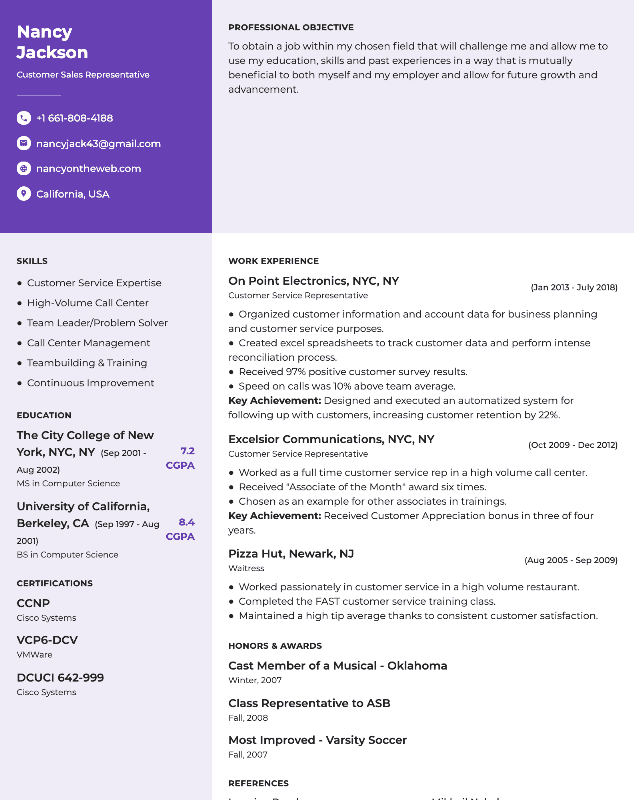 Nancy
Jackson
Customer Sales Representative
+1 661-808-4188
nancyjack43@gmail.com
nancyontheweb.com
California, USA
PROFESSIONAL OBJECTIVE
To obtain a job within my chosen field that will challenge me and allow me to
use my education, skills and past experiences in a way that is mutually
beneficial to both myself and my employer and allow for future growth and
advancement.
SKILLS
● Customer Service Expertise
● High-Volume Call Center
● Team Leader/Problem Solver
● Call Center Management
● Teambuilding & Training
● Continuous Improvement
EDUCATION
The City College of New
York, NYC, NY (Sep 2001 -
Aug 2002)
7.2
CGPA
MS in Computer Science
University of California,
Berkeley, CA (Sep 1997 - Aug
2001)
8.4
CGPA
BS in Computer Science
CERTIFICATIONS
CCNP
Cisco Systems
VCP6-DCV
VMWare
DCUCI 642-999
Cisco Systems
WORK EXPERIENCE
On Point Electronics, NYC, NY
(Jan 2013 - July 2018)
Customer Service Representative
● Organized customer information and account data for business planning
and customer service purposes.
● Created excel spreadsheets to track customer data and perform intense
reconciliation process.
● Received 97% positive customer survey results.
● Speed on calls was 10% above team average.
Key Achievement: Designed and executed an automatized system for
following up with customers, increasing customer retention by 22%.
Excelsior Communications, NYC, NY
(Oct 2009 - Dec 2012)
Customer Service Representative
● Worked as a full time customer service rep in a high volume call center.
● Received "Associate of the Month" award six times.
● Chosen as an example for other associates in trainings.
Key Achievement: Received Customer Appreciation bonus in three of four
years.
Pizza Hut, Newark, NJ
(Aug 2005 - Sep 2009)
Waitress
● Worked passionately in customer service in a high volume restaurant.
● Completed the FAST customer service training class.
● Maintained a high tip average thanks to consistent customer satisfaction.
HONORS & AWARDS
Cast Member of a Musical - Oklahoma
Winter, 2007
Class Representative to ASB
Fall, 2008
Most Improved - Varsity Soccer
Fall, 2007
REFERENCES